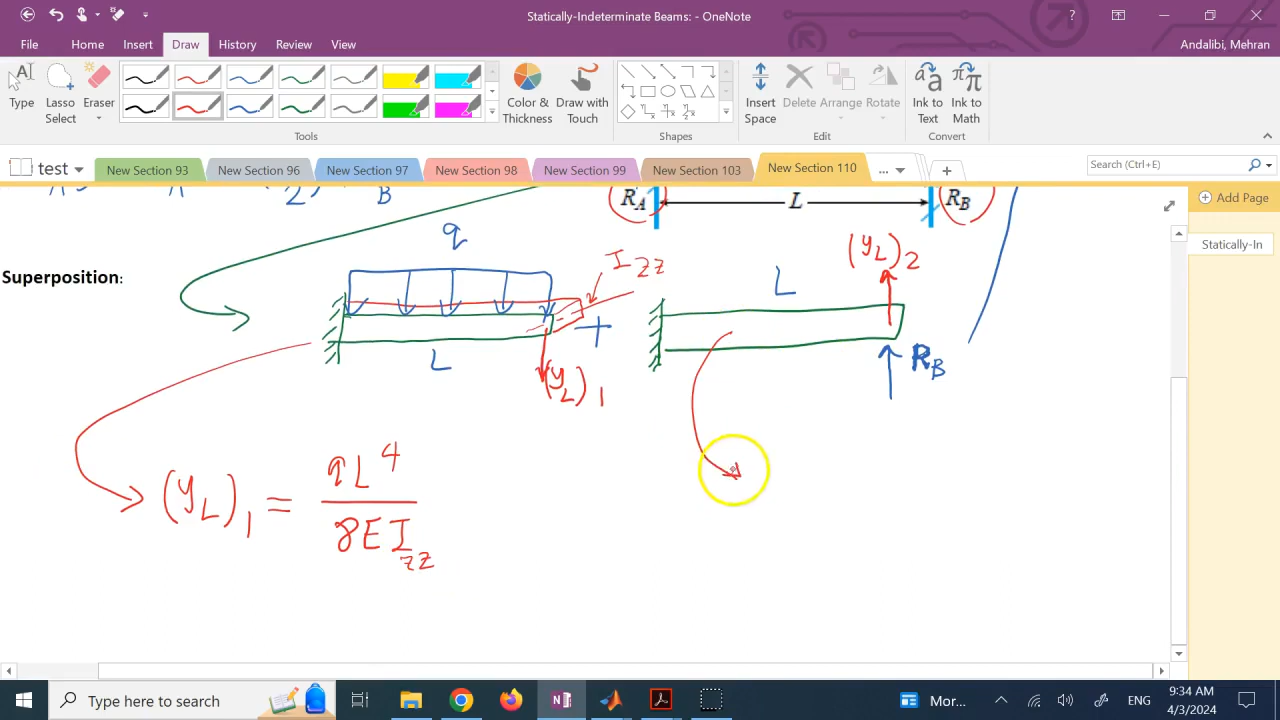 Statically-Indeterminate Beams: - OneNote
File Home Insert Draw History Review View
Andalibi, Mehran
Type Lasso Select Eraser
Color & Thickness Draw with Touch
Insert Space Delete Arrange Rotate
Ink to Text Ink to Math
Tools Shapes Edit Convert
test New Section 93 New Section 96 New Section 97 New Section 98 New Section 99 New Section 103 New Section 110 ... +
Search (Ctrl+E)
Add Page
Statically-In
2 B
R_A L R_B
q
I_ZZ
(y_L)_2
Superposition:
L
+
L
R_B
(y_L)_1
(y_L)_1 = qL^4 / 8EI_zz
Type here to search
Mor...
ENG
9:34 AM
4/3/2024